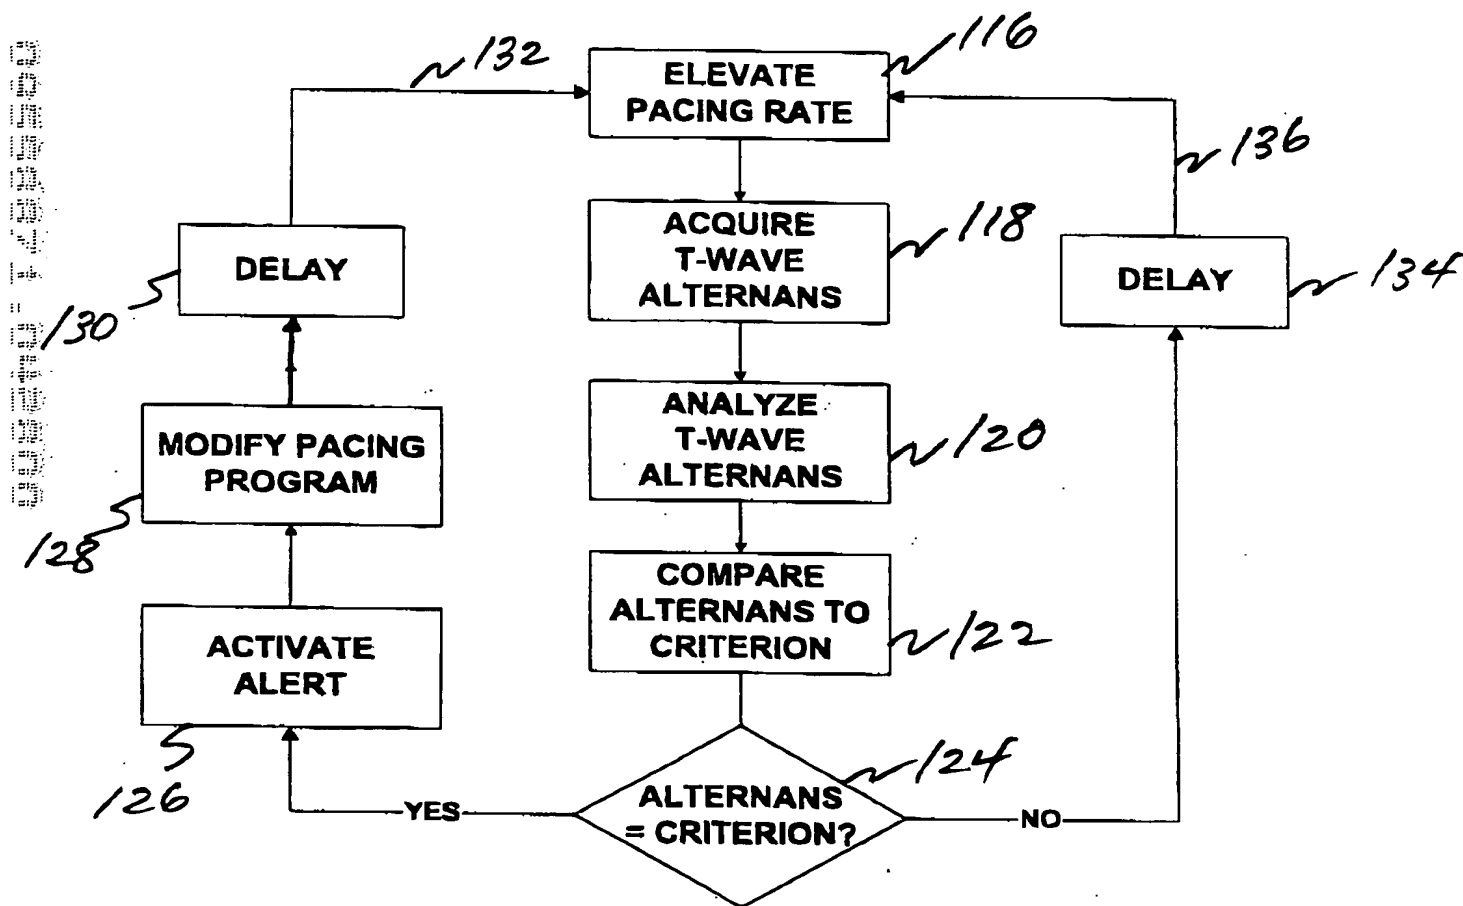 132
116
ELEVATE
PACING RATE
136
118
ACQUIRE
T-WAVE
ALTERNANS
DELAY
130
DELAY
134
MODIFY PACING
PROGRAM
128
ANALYZE
T-WAVE
ALTERNANS
120
COMPARE
ALTERNANS TO
CRITERION
122
ACTIVATE
ALERT
126
124
ALTERNANS
= CRITERION?
YES
NO